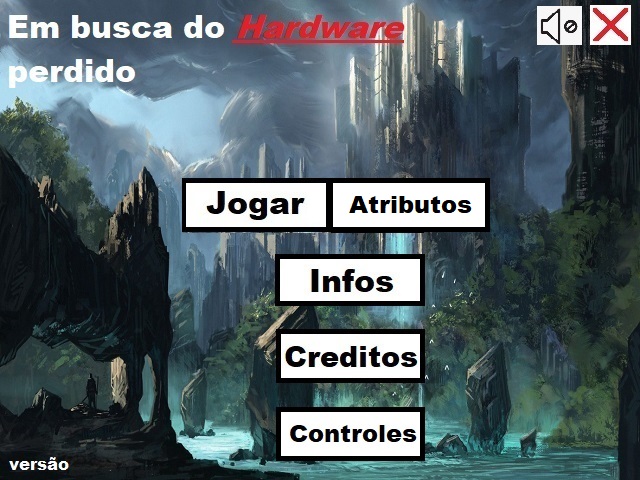 Em busca do Hardware
perdido
Jogar
Atributos
Infos
Creditos
Controles
versão